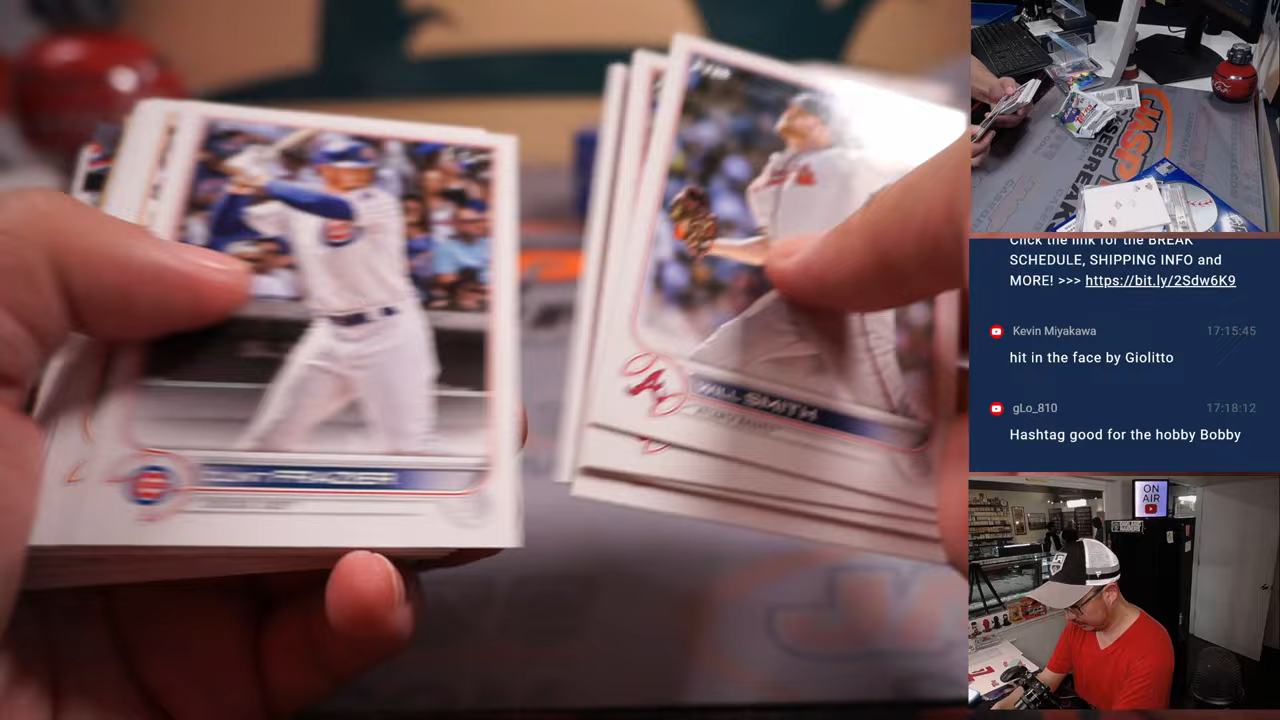 FRAZIER
WILL SMITH
Click the link for the BREAK
SCHEDULE, SHIPPING INFO and
MORE! >>> https://bit.ly/2Sdw6K9
Kevin Miyakawa
17:15:45
hit in the face by Giolitto
gLo_810
17:18:12
Hashtag good for the hobby Bobby
ON
AIR